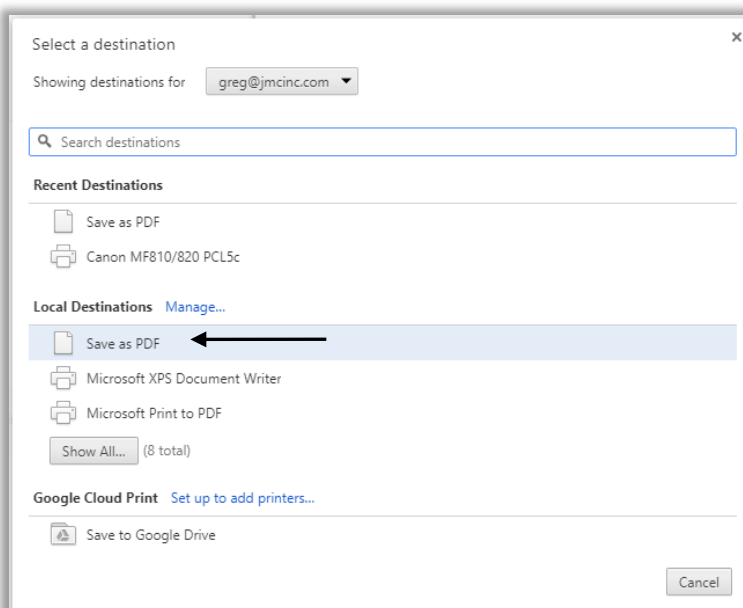 Select a destination
×
Showing destinations for greg@jmcinc.com
Search destinations
Recent Destinations
Save as PDF
Canon MF810/820 PCL5c
Local Destinations Manage...
Save as PDF
Microsoft XPS Document Writer
Microsoft Print to PDF
Show All... (8 total)
Google Cloud Print Set up to add printers...
Save to Google Drive
Cancel